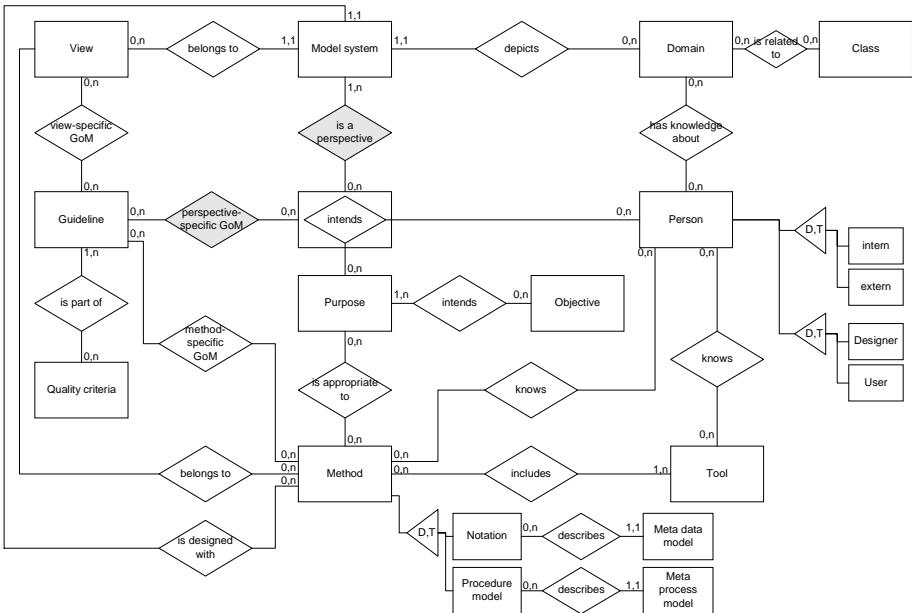 1,1
View
0,n
belongs to
1,1
Model system
1,1
depicts
0,n
Domain
0,n
is related
to
0,n
Class
0,n
1,n
0,n
view-specific
GoM
is a
perspective
has knowledge
about
0,n
0,n
0,n
Guideline
0,n
perspective-
specific GoM
0,n
intends
0,n
Person
D,T
intern
extern
0,n
1,n
0,n
0,n
0,n
is part of
method-
specific
GoM
Purpose
1,n
intends
0,n
Objective
D,T
Designer
User
0,n
knows
0,n
Quality criteria
is appropriate
to
knows
0,n
0,n
0,n
0,n
belongs to
0,n
0,n
Method
0,n
includes
1,n
Tool
is designed
with
D,T
Notation
0,n
describes
1,1
Meta data
model
Procedure
model
0,n
describes
1,1
Meta
process model